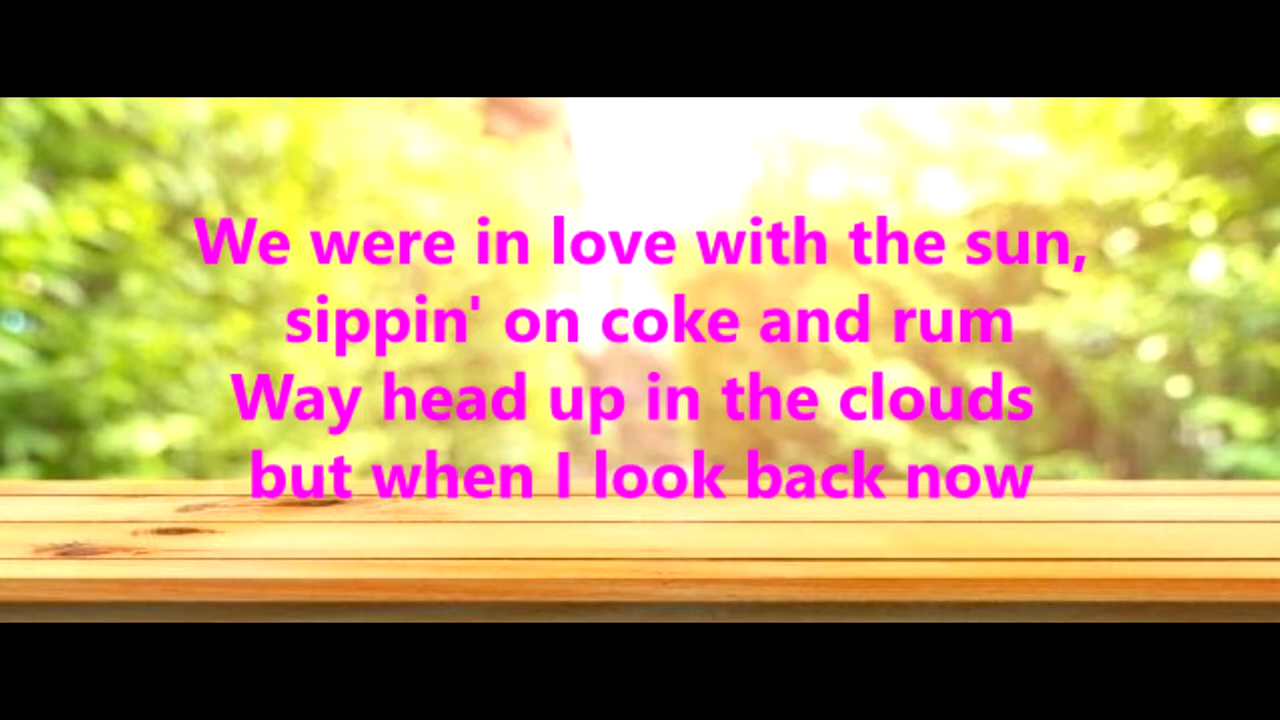 We were in love with the sun,
sippin' on coke and rum
Way head up in the clouds
but when I look back now